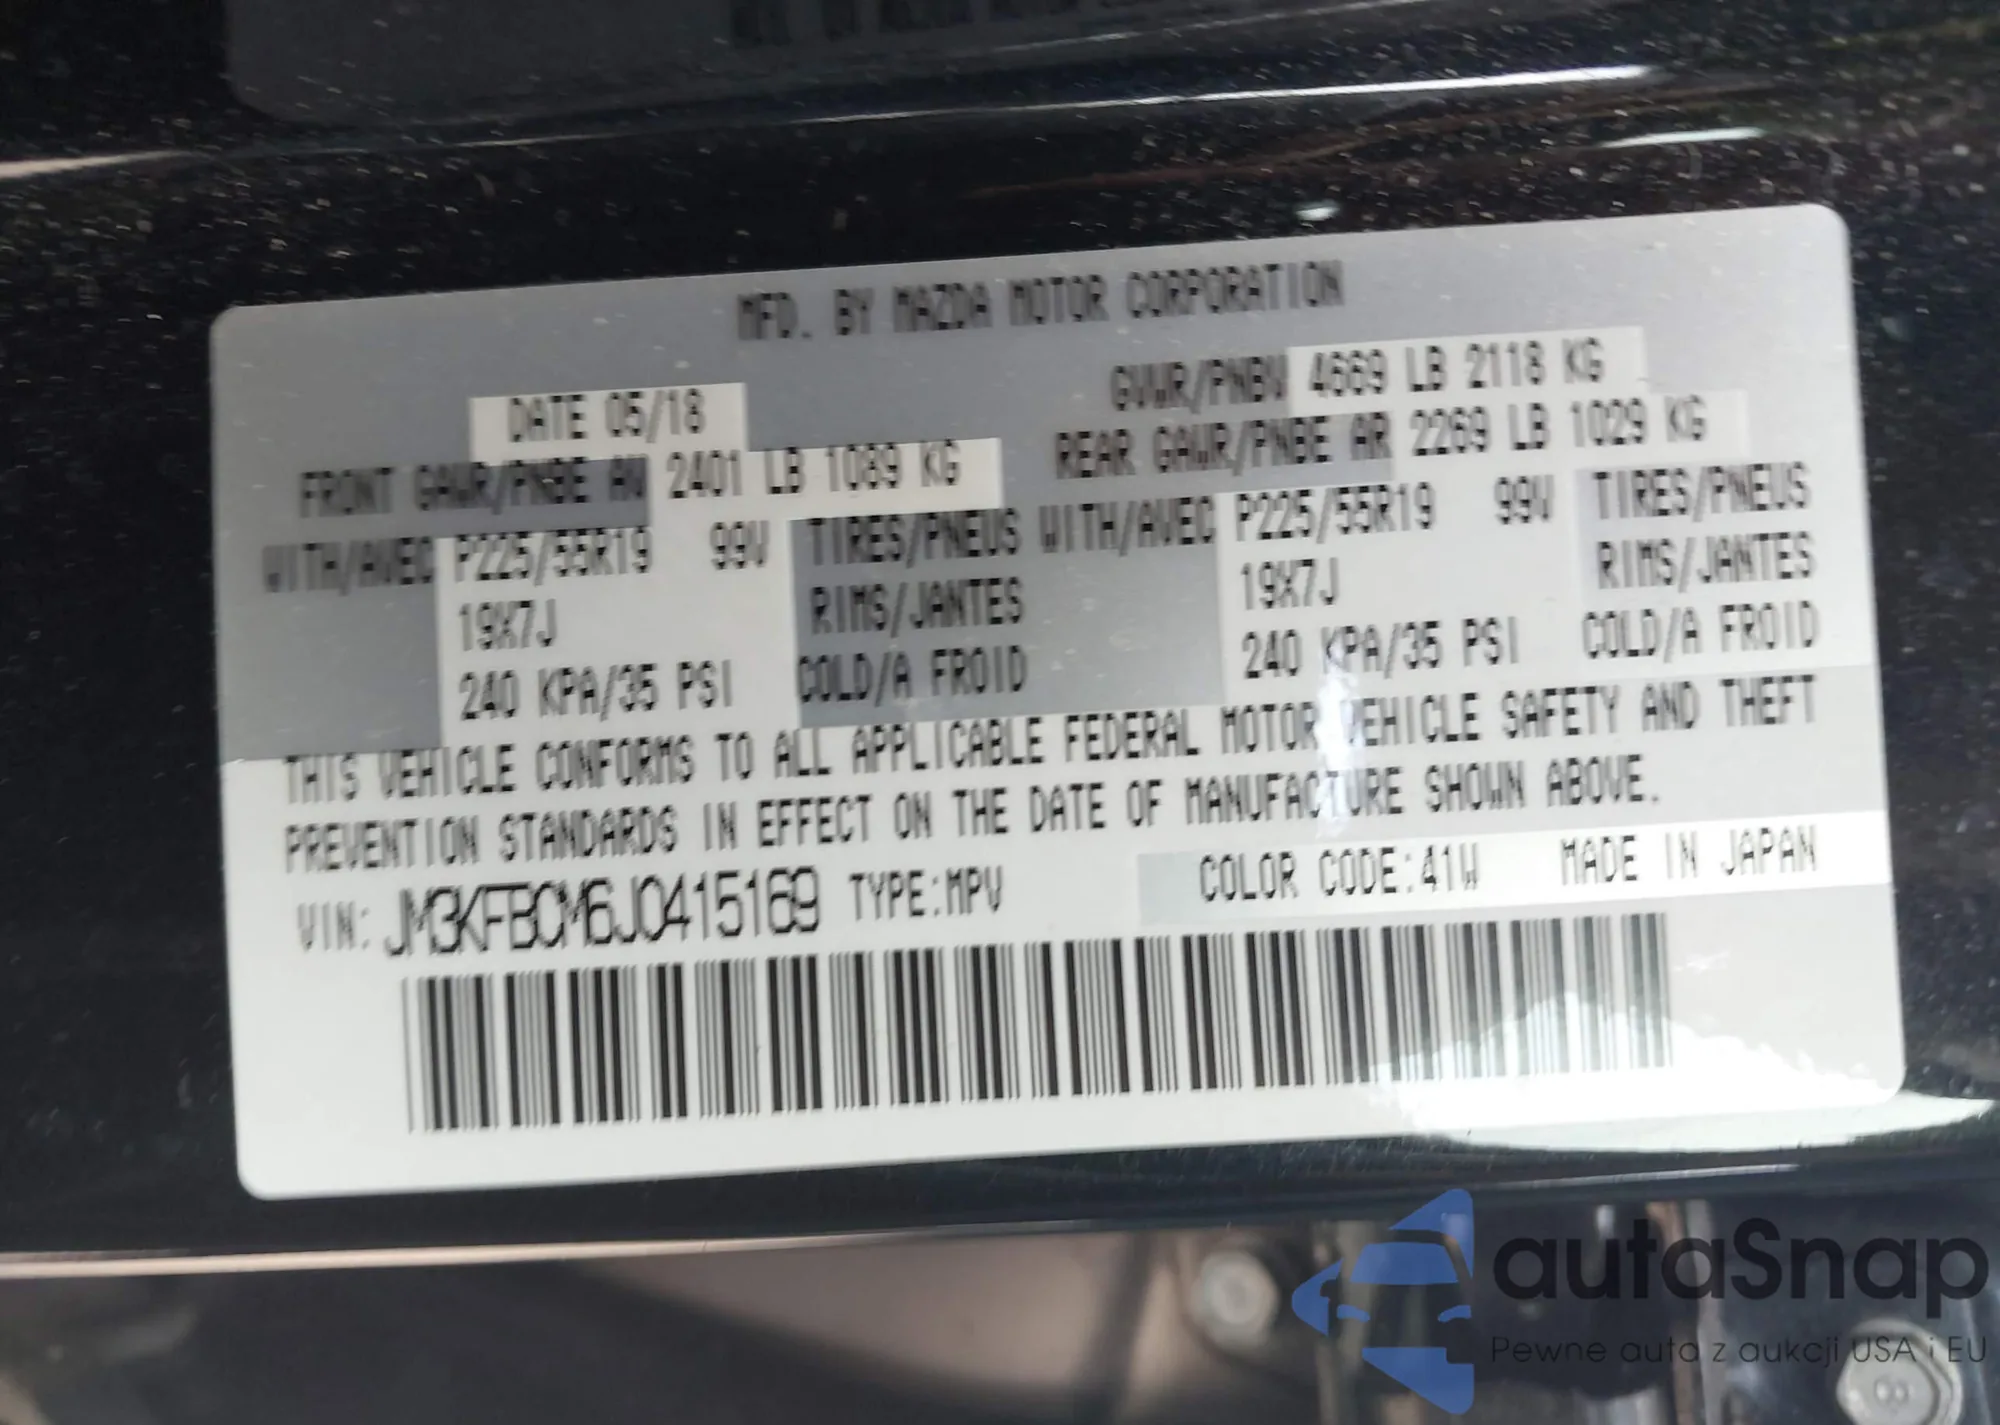 MFD. BY MAZDA MOTOR CORPORATION
DATE 05/18
GVWR/PNBV 4669 LB 2118 KG
FRONT GAWR/PNBE AV 2401 LB 1089 KG
REAR GAWR/PNBE AR 2269 LB 1029 KG
WITH/AVEC P225/55R19 99V TIRES/PNEUS
19X7J RIMS/JANTES
240 KPA/35 PSI COLD/A FROID
WITH/AVEC P225/55R19 99V TIRES/PNEUS
19X7J RIMS/JANTES
240 KPA/35 PSI COLD/A FROID
THIS VEHICLE CONFORMS TO ALL APPLICABLE FEDERAL MOTOR VEHICLE SAFETY AND THEFT
PREVENTION STANDARDS IN EFFECT ON THE DATE OF MANUFACTURE SHOWN ABOVE.
VIN: JM3KFBCM6J0415169 TYPE:MPV COLOR CODE:41W MADE IN JAPAN
autaSnap
Pewne auta z aukcji USA i EU